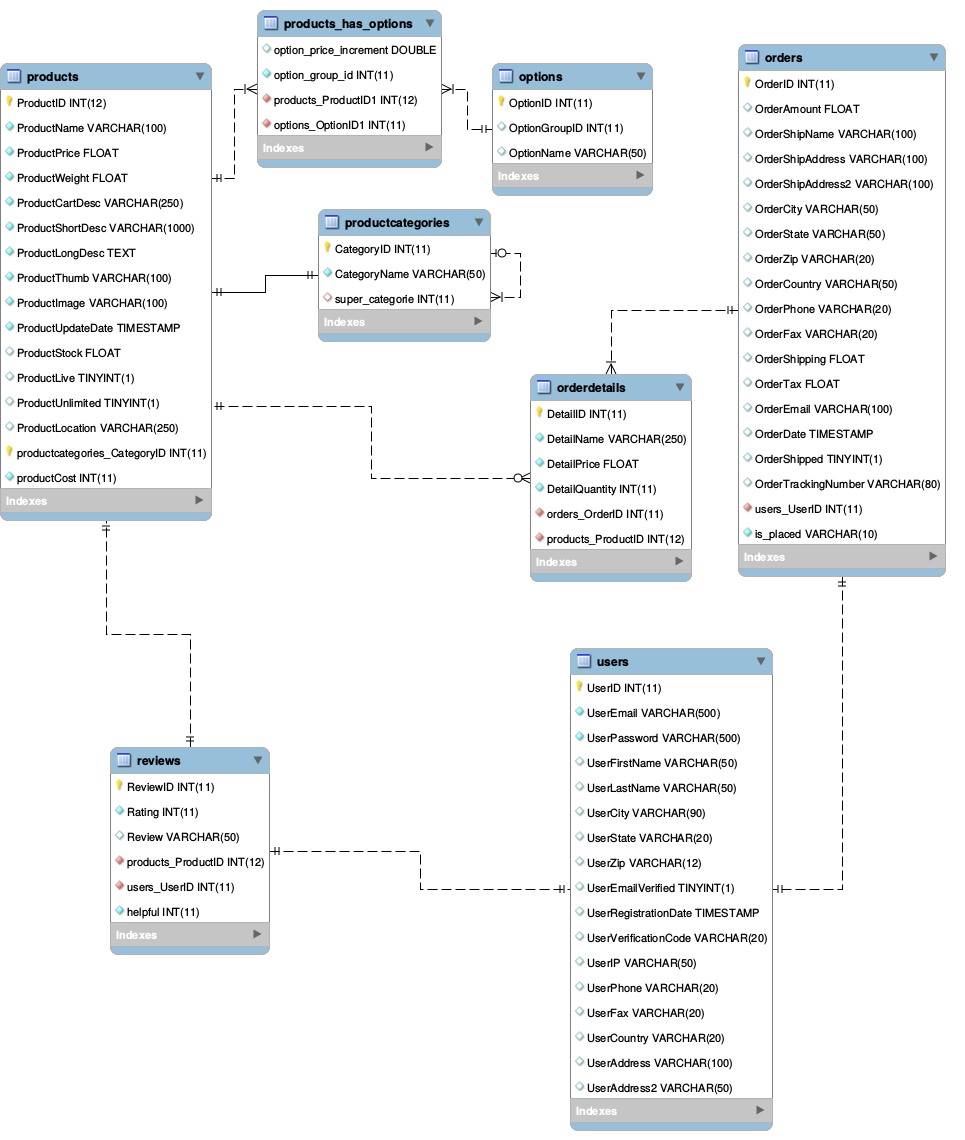 products_has_options
option_price_increment DOUBLE
option_group_id INT(11)
products_ProductID1 INT(12)
options_OptionID1 INT(11)
Indexes
products
ProductID INT(12)
ProductName VARCHAR(100)
ProductPrice FLOAT
ProductWeight FLOAT
ProductCartDesc VARCHAR(250)
ProductShortDesc VARCHAR(1000)
ProductLongDesc TEXT
ProductThumb VARCHAR(100)
ProductImage VARCHAR(100)
ProductUpdateDate TIMESTAMP
ProductStock FLOAT
ProductLive TINYINT(1)
ProductUnlimited TINYINT(1)
ProductLocation VARCHAR(250)
productcategories_CategoryID INT(11)
productCost INT(11)
Indexes
options
OptionID INT(11)
OptionGroupID INT(11)
OptionName VARCHAR(50)
Indexes
productcategories
CategoryID INT(11)
CategoryName VARCHAR(50)
super_categorie INT(11)
Indexes
orders
OrderID INT(11)
OrderAmount FLOAT
OrderShipName VARCHAR(100)
OrderShipAddress VARCHAR(100)
OrderShipAddress2 VARCHAR(100)
OrderCity VARCHAR(50)
OrderState VARCHAR(50)
OrderZip VARCHAR(20)
OrderCountry VARCHAR(50)
OrderPhone VARCHAR(20)
OrderFax VARCHAR(20)
OrderShipping FLOAT
OrderTax FLOAT
OrderEmail VARCHAR(100)
OrderDate TIMESTAMP
OrderShipped TINYINT(1)
OrderTrackingNumber VARCHAR(80)
users_UserID INT(11)
is_placed VARCHAR(10)
Indexes
orderdetails
DetailID INT(11)
DetailName VARCHAR(250)
DetailPrice FLOAT
DetailQuantity INT(11)
orders_OrderID INT(11)
products_ProductID INT(12)
Indexes
reviews
ReviewID INT(11)
Rating INT(11)
Review VARCHAR(50)
products_ProductID INT(12)
users_UserID INT(11)
helpful INT(11)
Indexes
users
UserID INT(11)
UserEmail VARCHAR(500)
UserPassword VARCHAR(500)
UserFirstName VARCHAR(50)
UserLastName VARCHAR(50)
UserCity VARCHAR(90)
UserState VARCHAR(20)
UserZip VARCHAR(12)
UserEmailVerified TINYINT(1)
UserRegistrationDate TIMESTAMP
UserVerificationCode VARCHAR(20)
UserIP VARCHAR(50)
UserPhone VARCHAR(20)
UserFax VARCHAR(20)
UserCountry VARCHAR(20)
UserAddress VARCHAR(100)
UserAddress2 VARCHAR(50)
Indexes